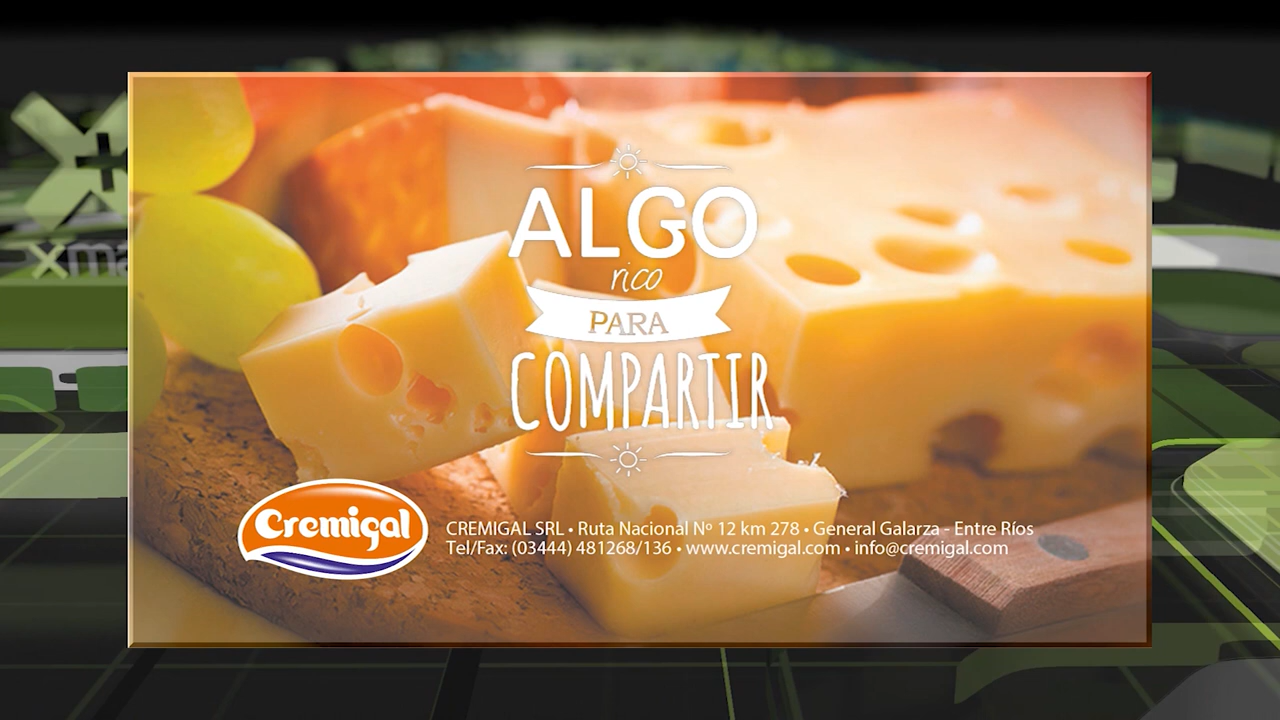 ALGO
rico
PARA
COMPARTIR
Cremigal
CREMIGAL SRL • Ruta Nacional Nº 12 km 278 • General Galarza - Entre Ríos
Tel/Fax: (03444) 481268/136 • www.cremigal.com • info@cremigal.com